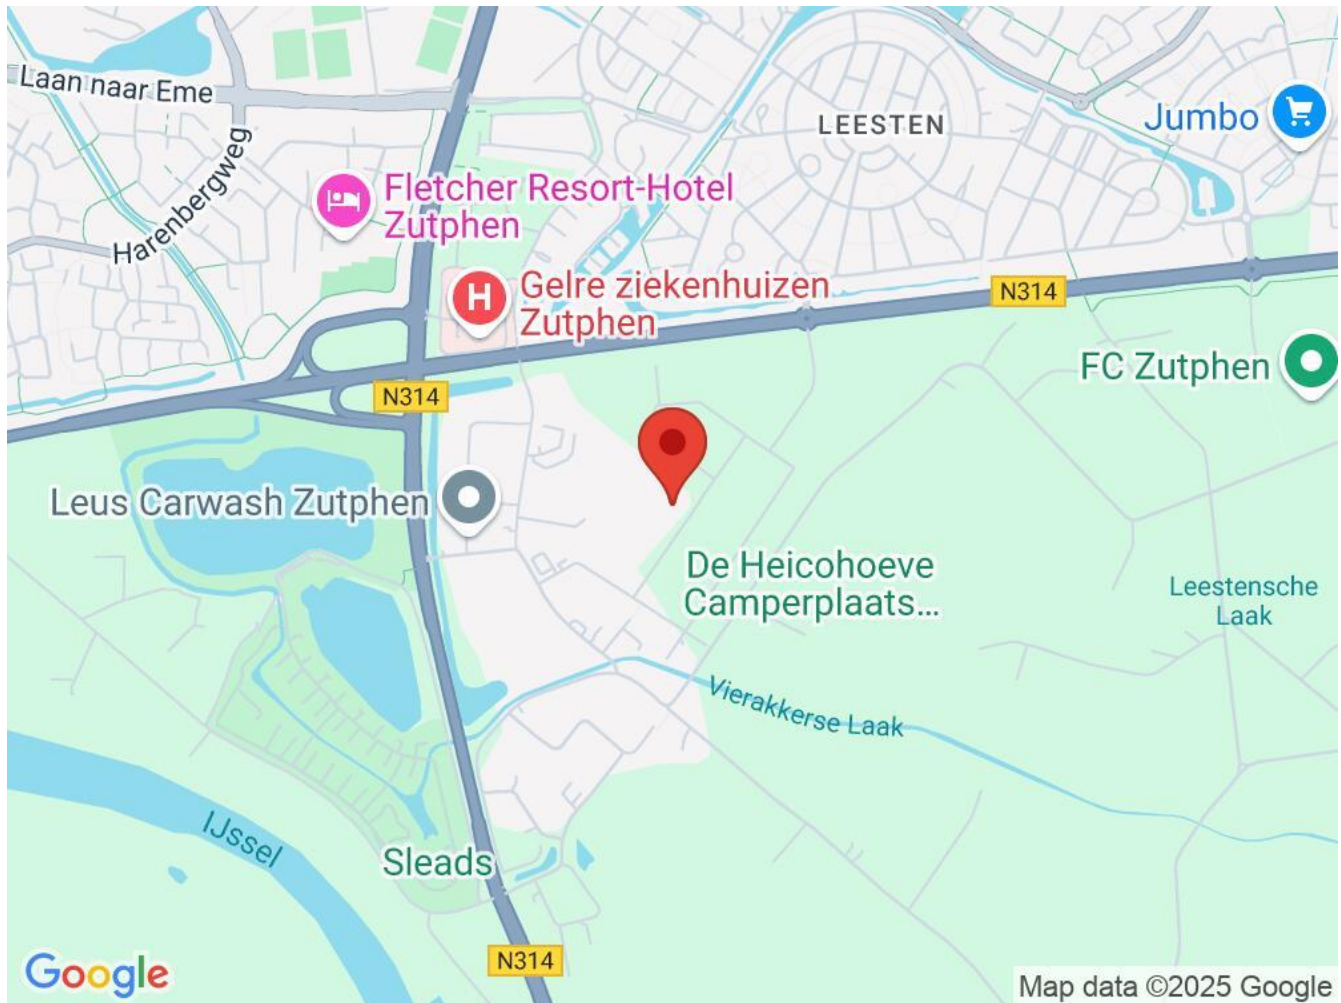 Laan naar Eme
Harenbergweg
LEESTEN
Jumbo
Fletcher Resort-Hotel
Zutphen
Gelre ziekenhuizen
Zutphen
N314
FC Zutphen
N314
Leus Carwash Zutphen
De Heicohoeve
Camperplaats...
Leestensche
Laak
Vierakkerse Laak
IJssel
Sleads
N314
Google
Map data ©2025 Google